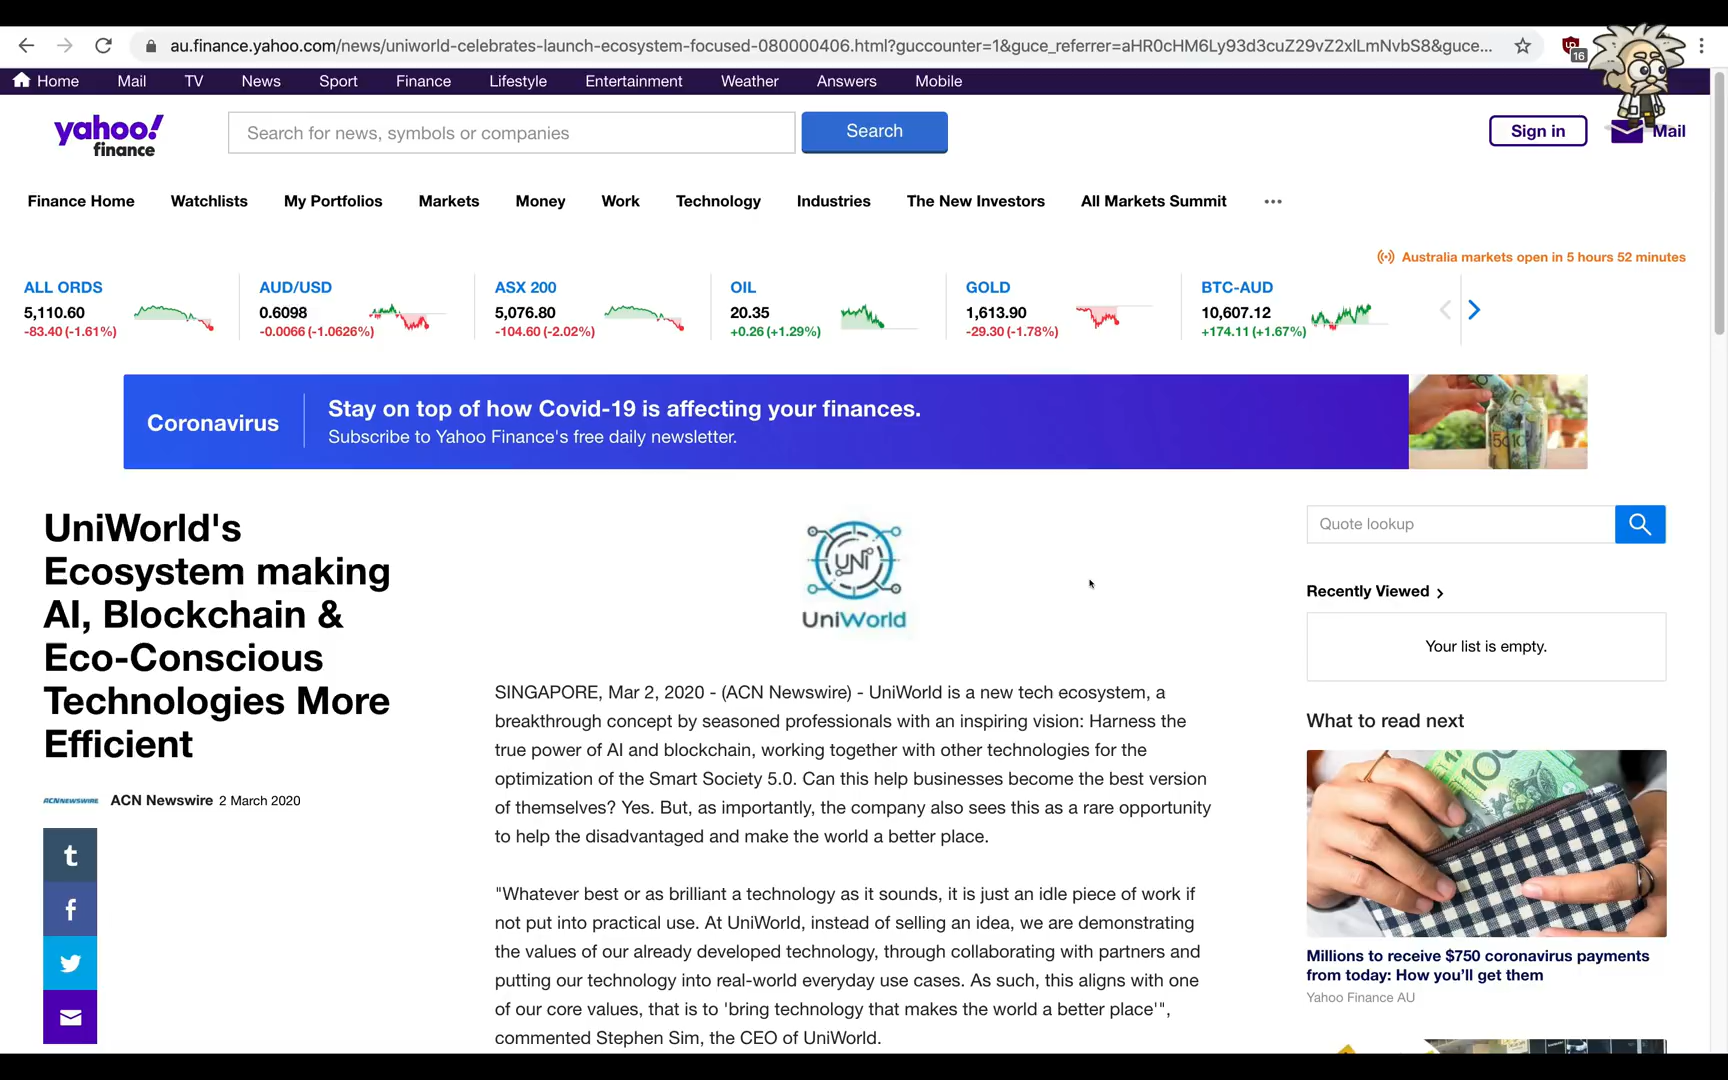 au.finance.yahoo.com/news/uniworld-celebrates-launch-ecosystem-focused-080000406.html?guccounter=1&guce_referrer=aHR0cHM6Ly93d3cuZ29vZ2xlLmNvbS8&guce...
16
Home Mail TV News Sport Finance Lifestyle Entertainment Weather Answers Mobile
yahoo!
finance
Search for news, symbols or companies
Search
Sign in
Mail
Finance Home Watchlists My Portfolios Markets Money Work Technology Industries The New Investors All Markets Summit ...
Australia markets open in 5 hours 52 minutes
ALL ORDS
5,110.60
-83.40 (-1.61%)
AUD/USD
0.6098
-0.0066 (-1.0626%)
ASX 200
5,076.80
-104.60 (-2.02%)
OIL
20.35
+0.26 (+1.29%)
GOLD
1,613.90
-29.30 (-1.78%)
BTC-AUD
10,607.12
+174.11 (+1.67%)
Coronavirus
Stay on top of how Covid-19 is affecting your finances.
Subscribe to Yahoo Finance's free daily newsletter.
UniWorld's
Ecosystem making
AI, Blockchain &
Eco-Conscious
Technologies More
Efficient
ACNNEWSWIRE ACN Newswire 2 March 2020
UNI
UniWorld
SINGAPORE, Mar 2, 2020 - (ACN Newswire) - UniWorld is a new tech ecosystem, a
breakthrough concept by seasoned professionals with an inspiring vision: Harness the
true power of AI and blockchain, working together with other technologies for the
optimization of the Smart Society 5.0. Can this help businesses become the best version
of themselves? Yes. But, as importantly, the company also sees this as a rare opportunity
to help the disadvantaged and make the world a better place.
"Whatever best or as brilliant a technology as it sounds, it is just an idle piece of work if
not put into practical use. At UniWorld, instead of selling an idea, we are demonstrating
the values of our already developed technology, through collaborating with partners and
putting our technology into real-world everyday use cases. As such, this aligns with one
of our core values, that is to 'bring technology that makes the world a better place'",
commented Stephen Sim, the CEO of UniWorld.
Quote lookup
Recently Viewed
Your list is empty.
What to read next
100
Millions to receive $750 coronavirus payments
from today: How you'll get them
Yahoo Finance AU